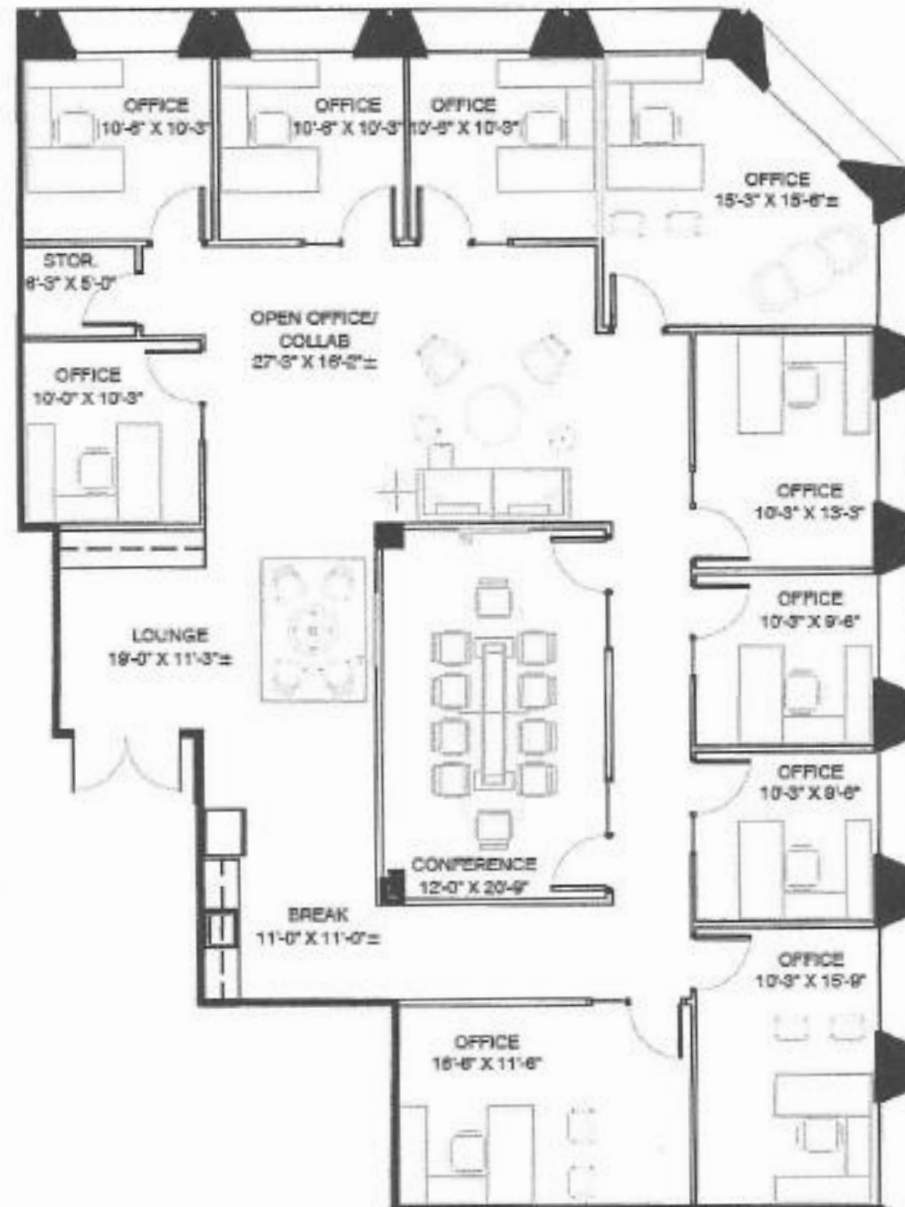 OFFICE
10'-6" X 10'-3"
OFFICE
10'-6" X 10'-3"
OFFICE
10'-6" X 10'-3"
OFFICE
15'-3" X 15'-6"±
STOR.
6'-3" X 5'-0"
OPEN OFFICE/
COLLAB
27'-3" X 16'-2"±
OFFICE
10'-0" X 10'-3"
OFFICE
10'-3" X 13'-3"
OFFICE
10'-3" X 9'-6"
LOUNGE
19'-0" X 11'-3"±
OFFICE
10'-3" X 9'-6"
CONFERENCE
12'-0" X 20'-9"
BREAK
11'-0" X 11'-0"±
OFFICE
10'-3" X 15'-9"
OFFICE
16'-6" X 11'-6"